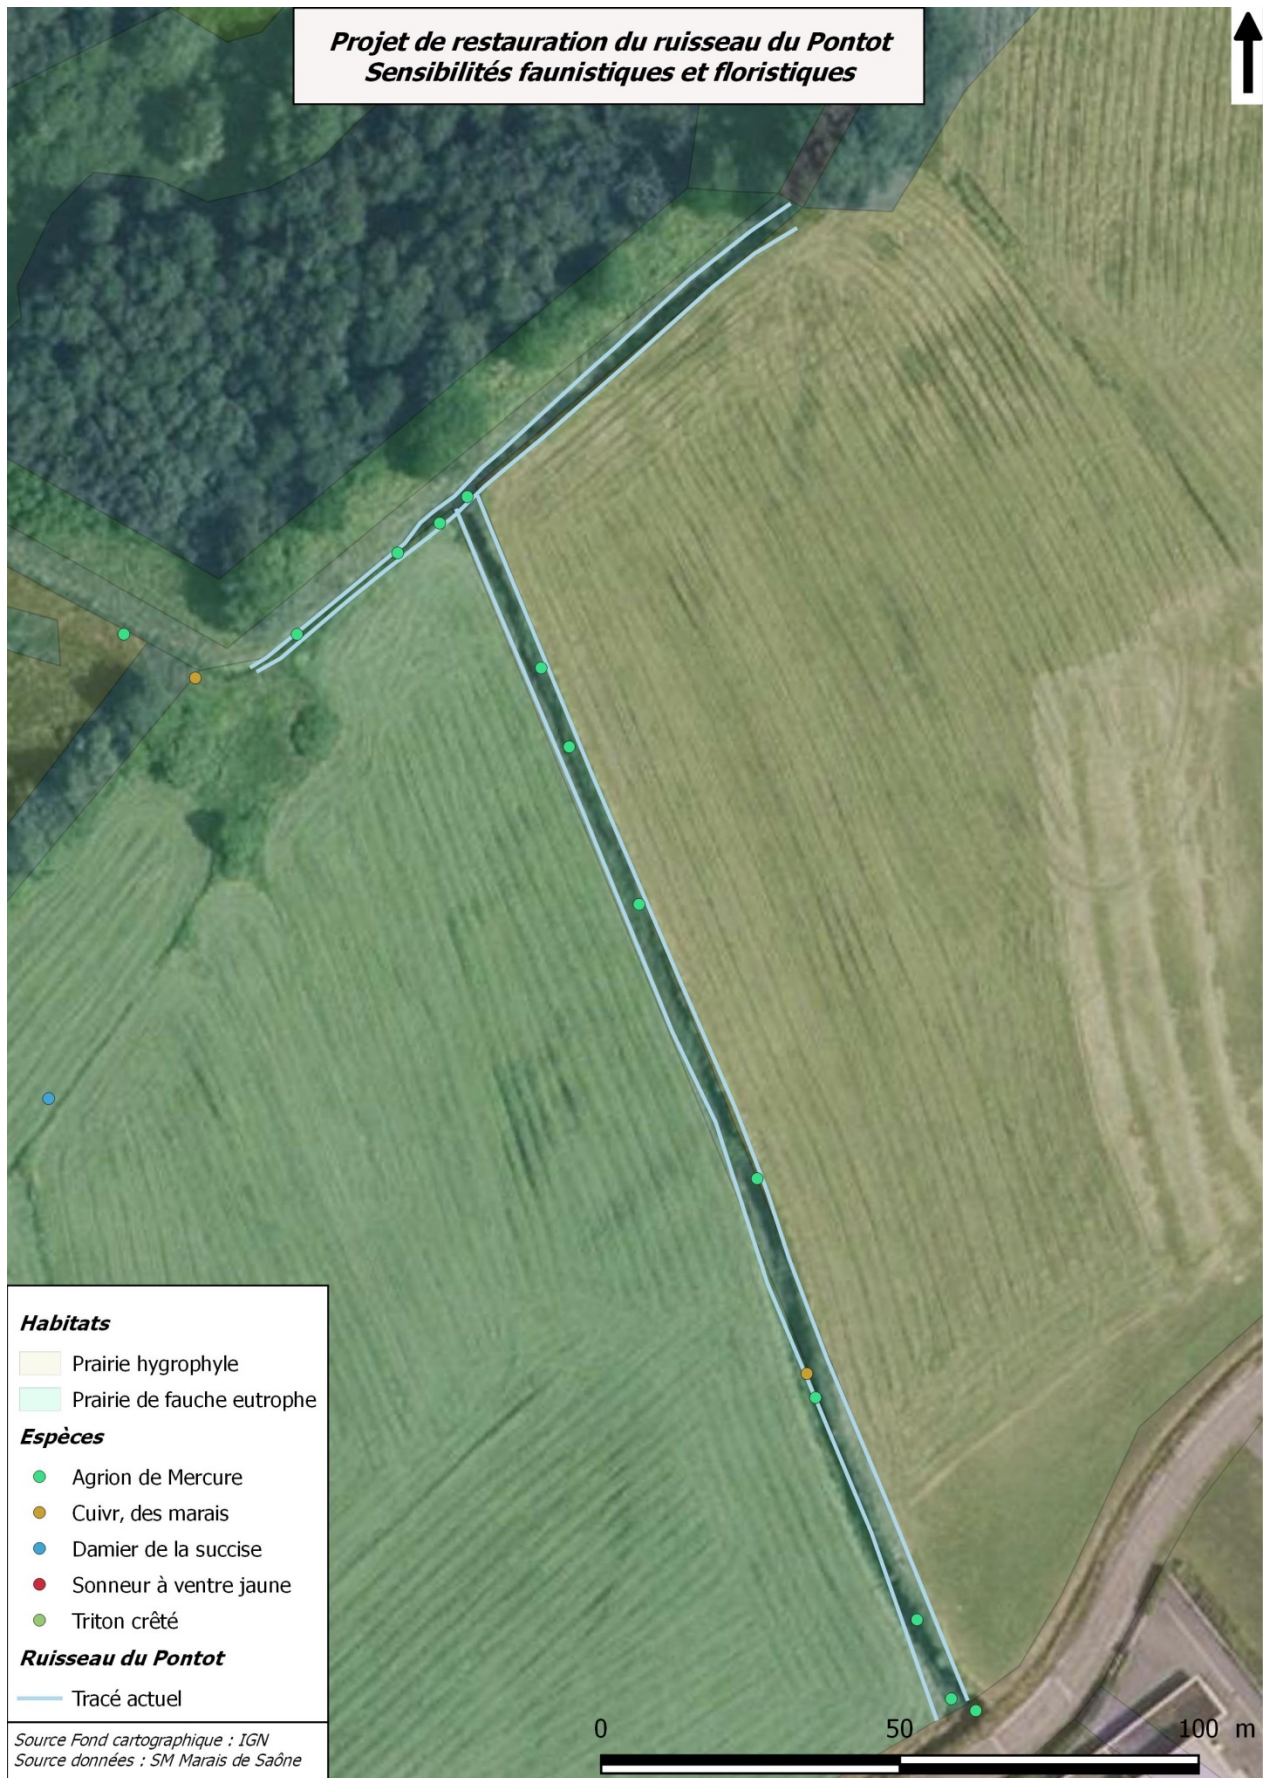 Projet de restauration du ruisseau du Pontot
Sensibilités faunistiques et floristiques
Habitats
Prairie hygrophyle
Prairie de fauche eutrophe
Espèces
Agrion de Mercure
Cuivr, des marais
Damier de la succise
Sonneur à ventre jaune
Triton crêté
Ruisseau du Pontot
Tracé actuel
Source Fond cartographique : IGN
Source données : SM Marais de Saône
0 50 100 m